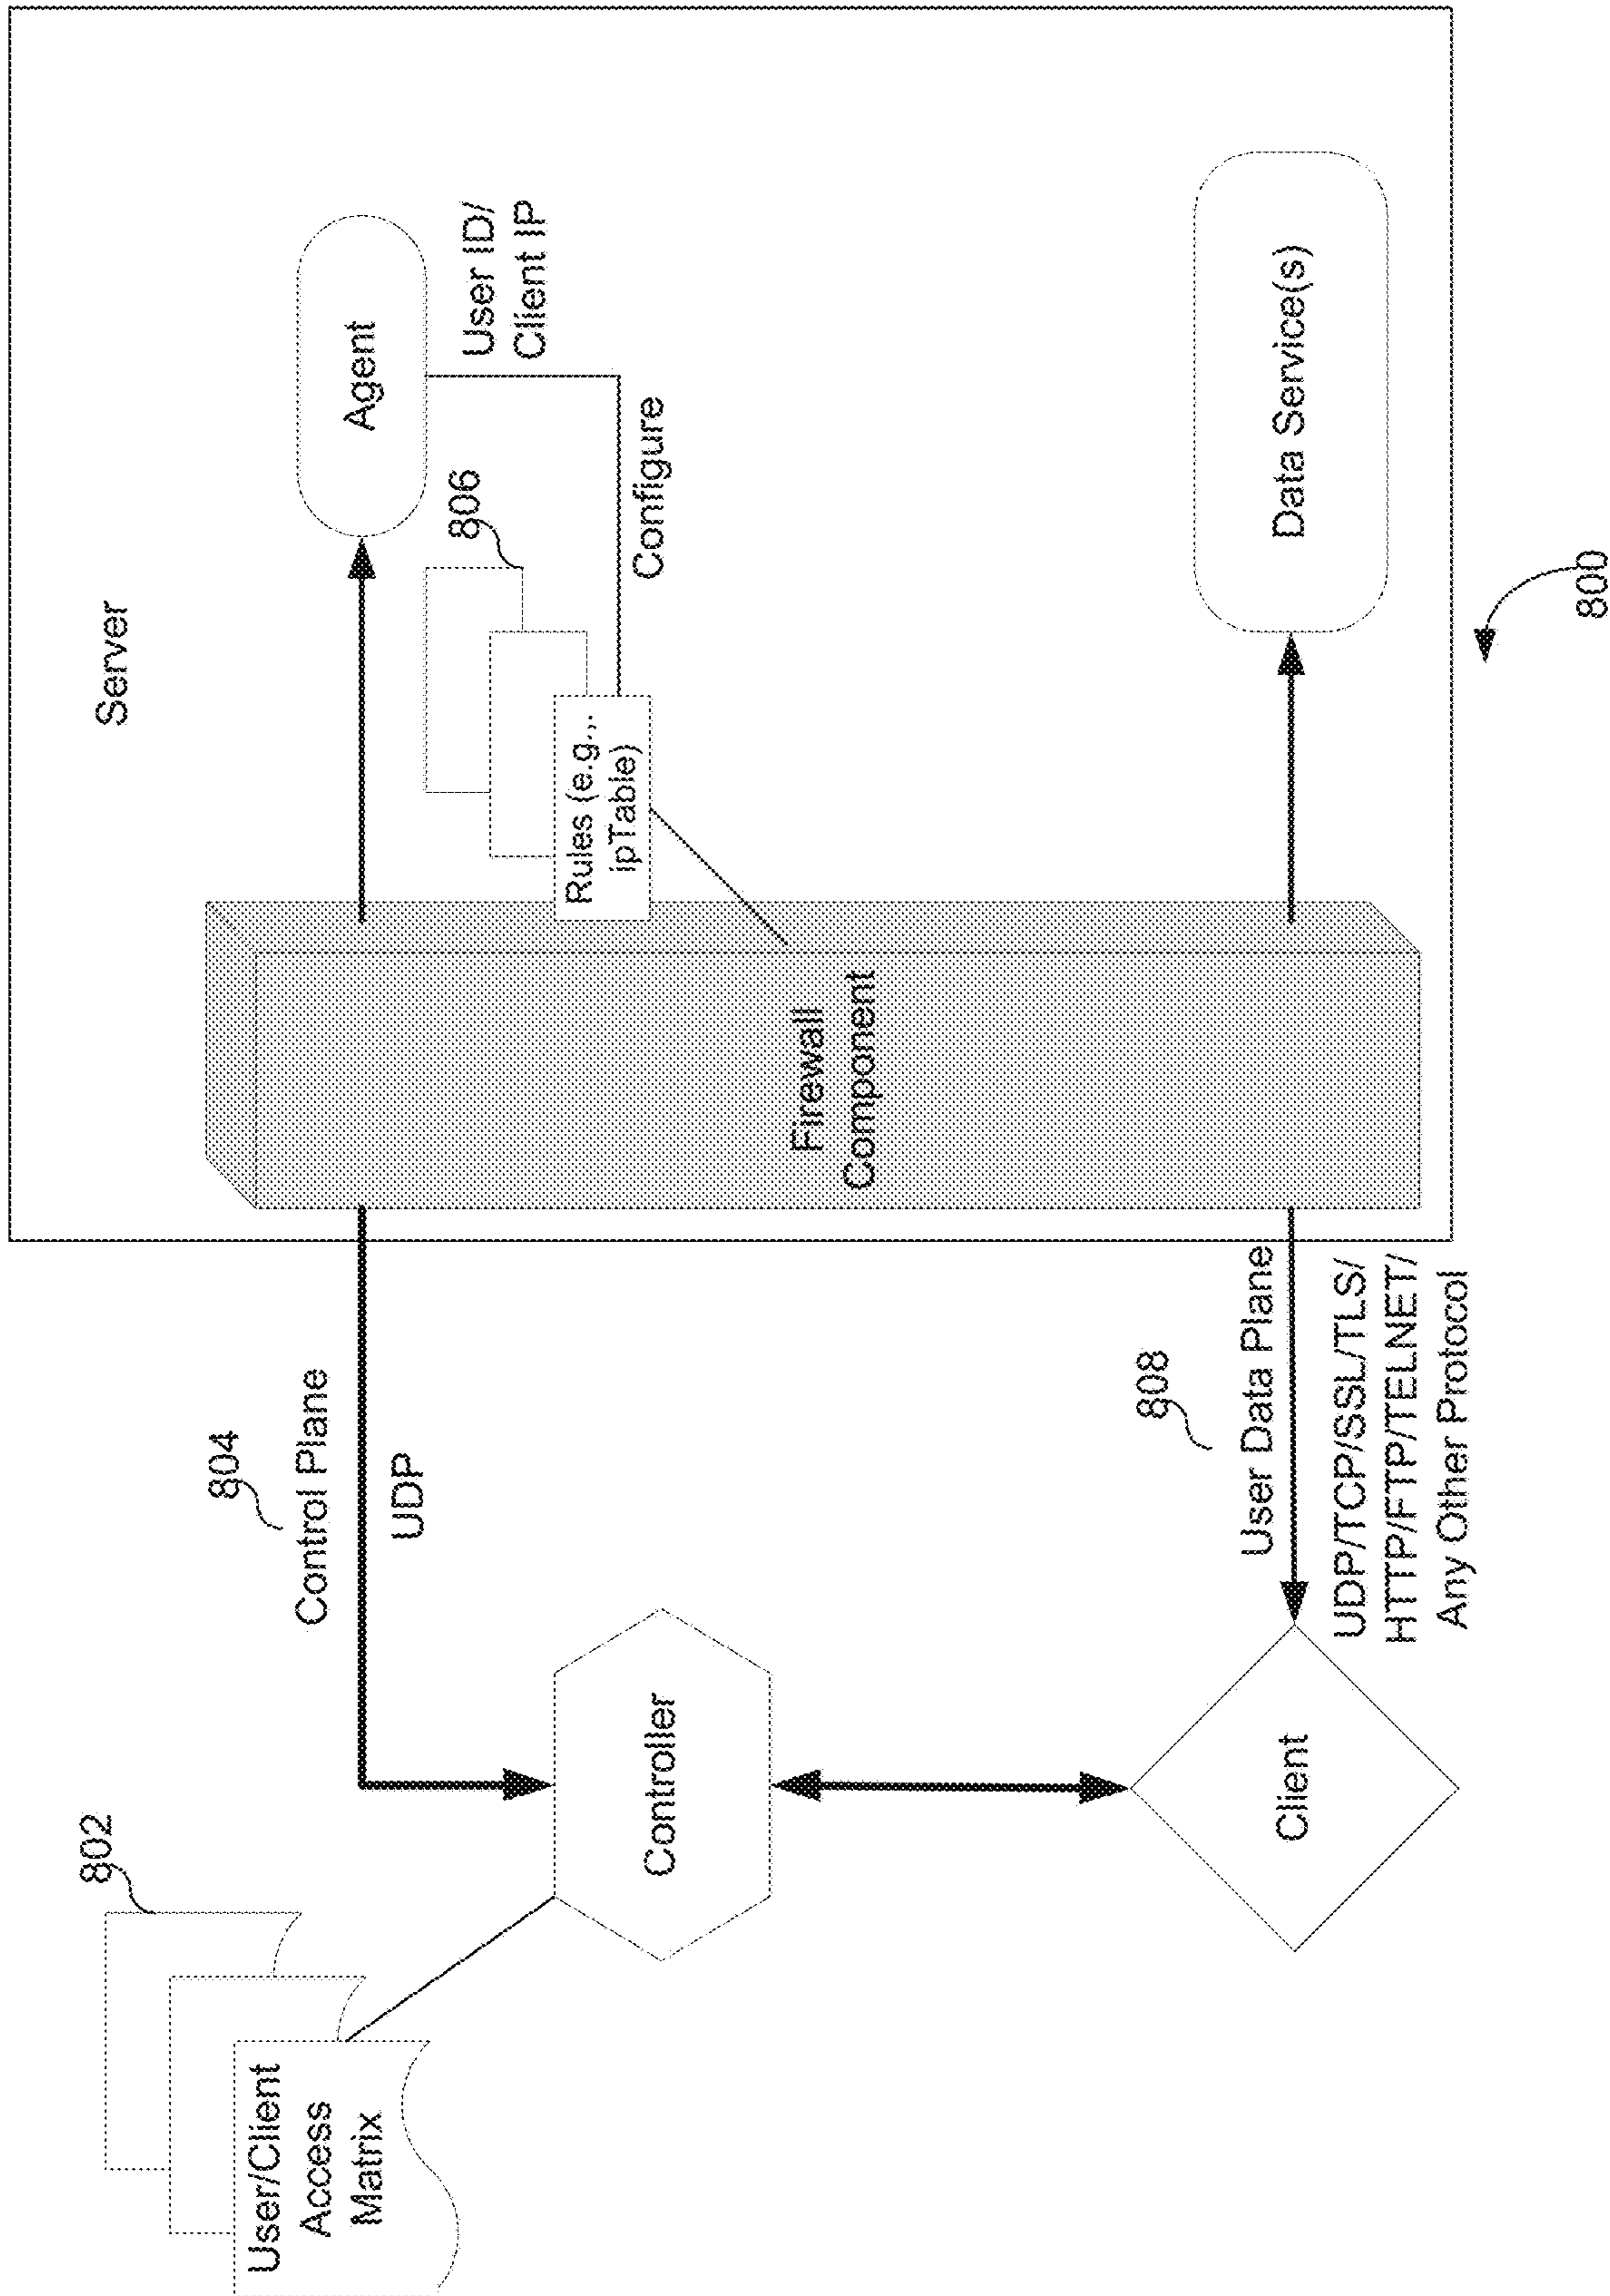 Server
802
User/Client
Access
Matrix
804
Control Plane
UDP
Controller
Client
808
User Data Plane
UDP/TCP/SSL/TLS/
HTTP/FTP/TELNET/
Any Other Protocol
Firewall
Component
Rules (e.g.,.
ipTable)
806
Agent
User ID/
Client IP
Configure
Data Service(s)
800